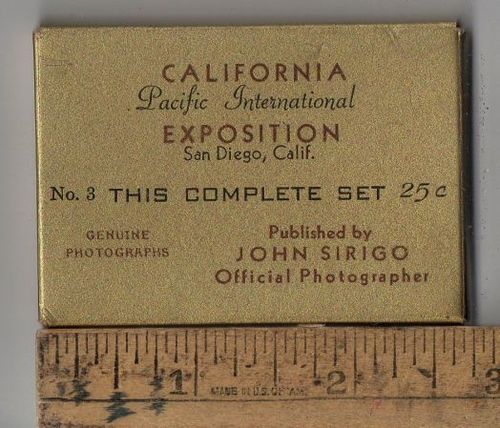 CALIFORNIA
Pacific International
EXPOSITION
San Diego, Calif.
No. 3 THIS COMPLETE SET 25c
GENUINE
PHOTOGRAPHS
Published by
JOHN SIRIGO
Official Photographer
1 2 3
MADE IN U.S. OF AM.